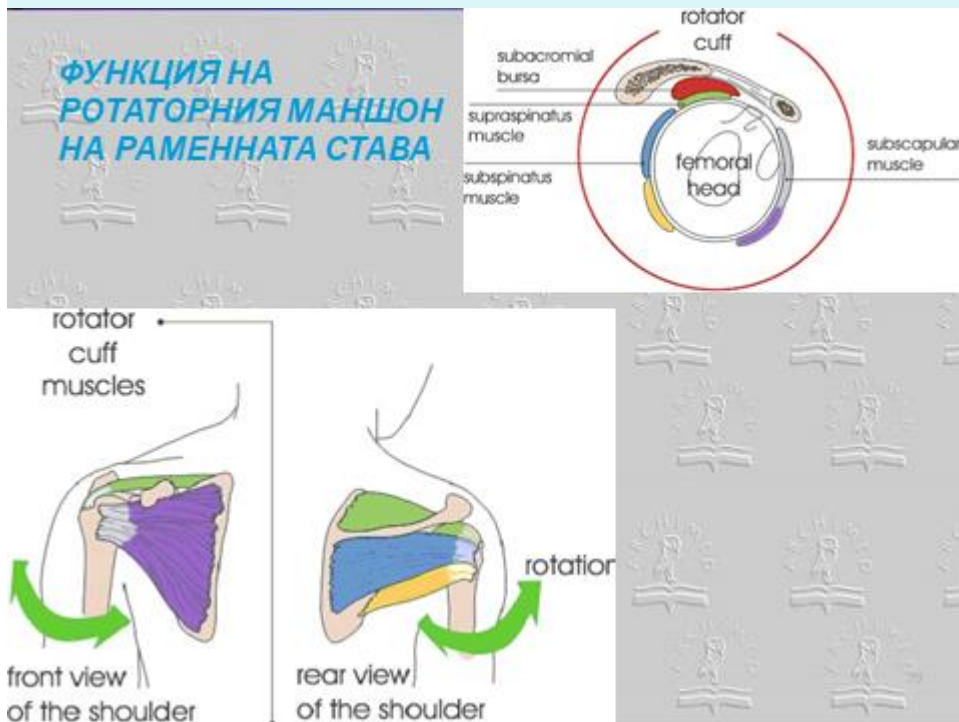 ФУНКЦИЯ НА
РОТАТОРНИЯ МАНШОН
НА РАМЕННАТА СТАВА
rotator
cuff
subacromial
bursa
supraspinatus
muscle
subspinatus
muscle
femoral
head
subscapular
muscle
rotator
cuff
muscles
rotation
front view
of the shoulder
rear view
of the shoulder